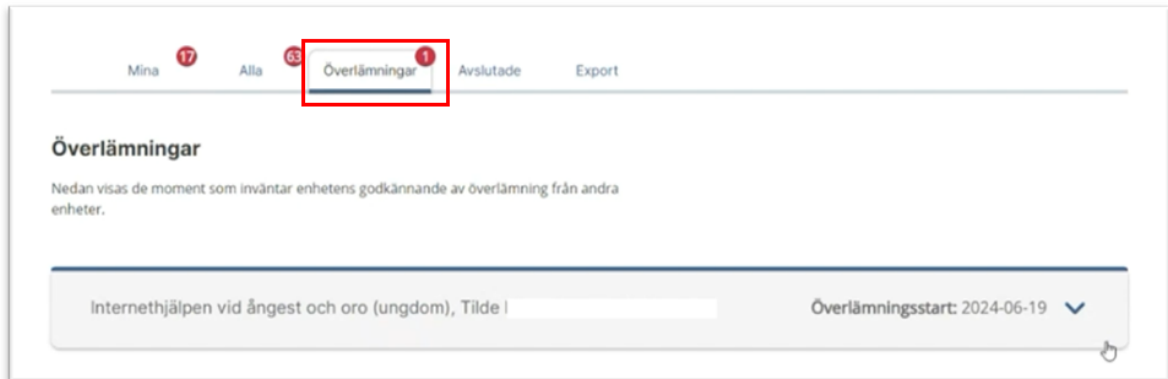 Mina 17 Alla 63 Överlämningar 1 Avslutade Export
Överlämningar
Nedan visas de moment som inväntar enhetens godkännande av överlämning från andra
enheter.
Internethjälpen vid ångest och oro (ungdom), Tilde Överlämningsstart: 2024-06-19